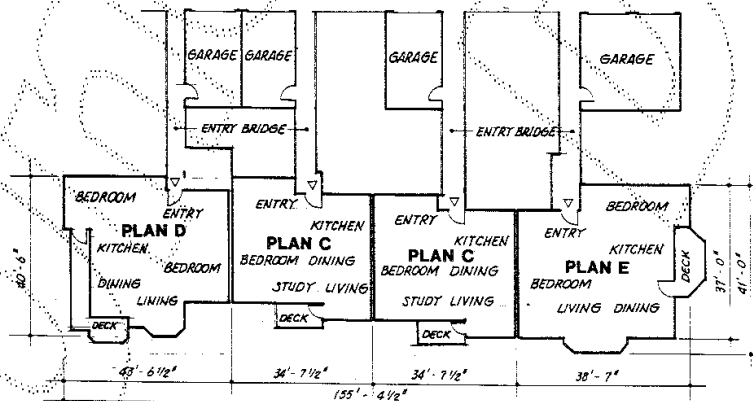 GARAGE GARAGE GARAGE GARAGE
ENTRY BRIDGE ENTRY BRIDGE
BEDROOM
ENTRY
PLAN D
KITCHEN
BEDROOM
DINING
LINING
DECK
ENTRY
KITCHEN
PLAN C
BEDROOM DINING
STUDY LIVING
DECK
ENTRY
KITCHEN
PLAN C
BEDROOM DINING
STUDY LIVING
DECK
BEDROOM
ENTRY
KITCHEN
PLAN E
BEDROOM
LIVING DINING
DECK
40'-6"
37'-0"
41'-0"
48'-6 1/2" 34'-7 1/2" 34'-7 1/2" 38'-7"
155'-4 1/2"